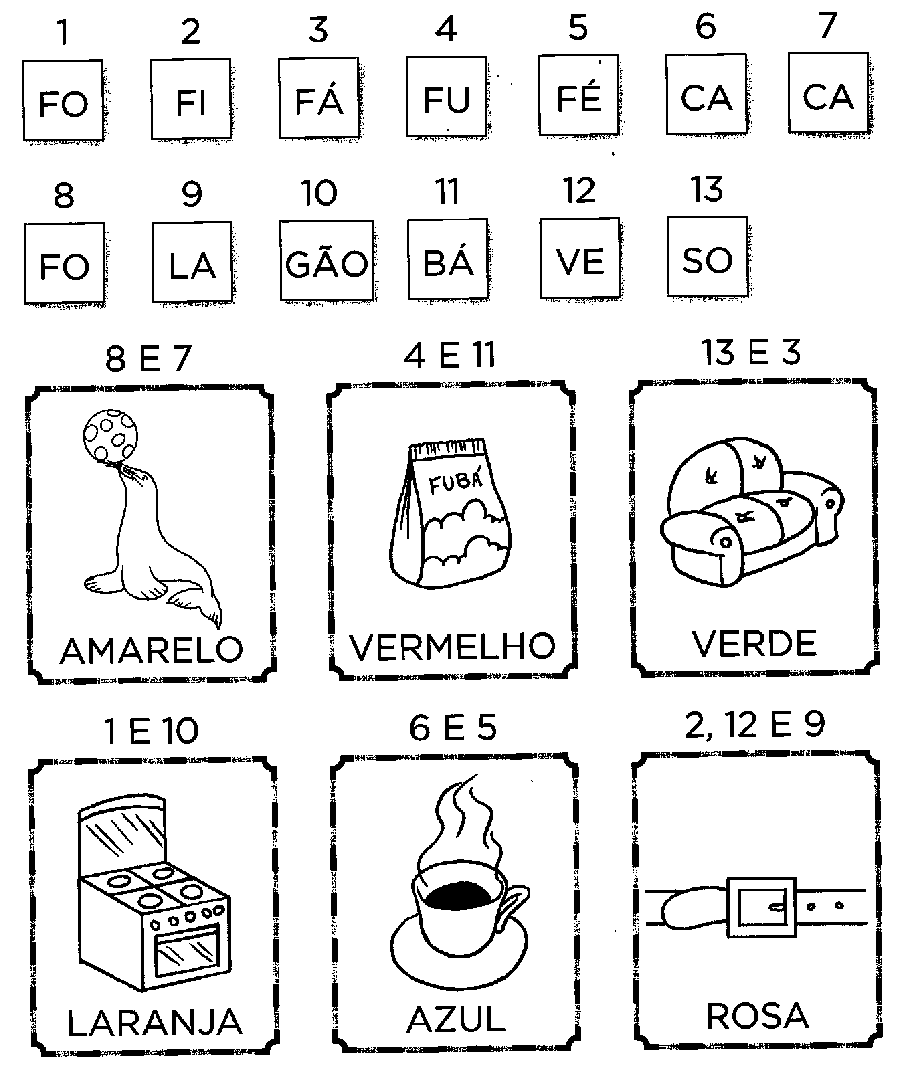 1 2 3 4 5 6 7
FO FI FÁ FU FÉ CA CA
8 9 10 11 12 13
FO LA GÃO BÁ VE SO
8 E 7 4 E 11 13 E 3
FUBÁ
AMARELO VERMELHO VERDE
1 E 10 6 E 5 2, 12 E 9
LARANJA AZUL ROSA